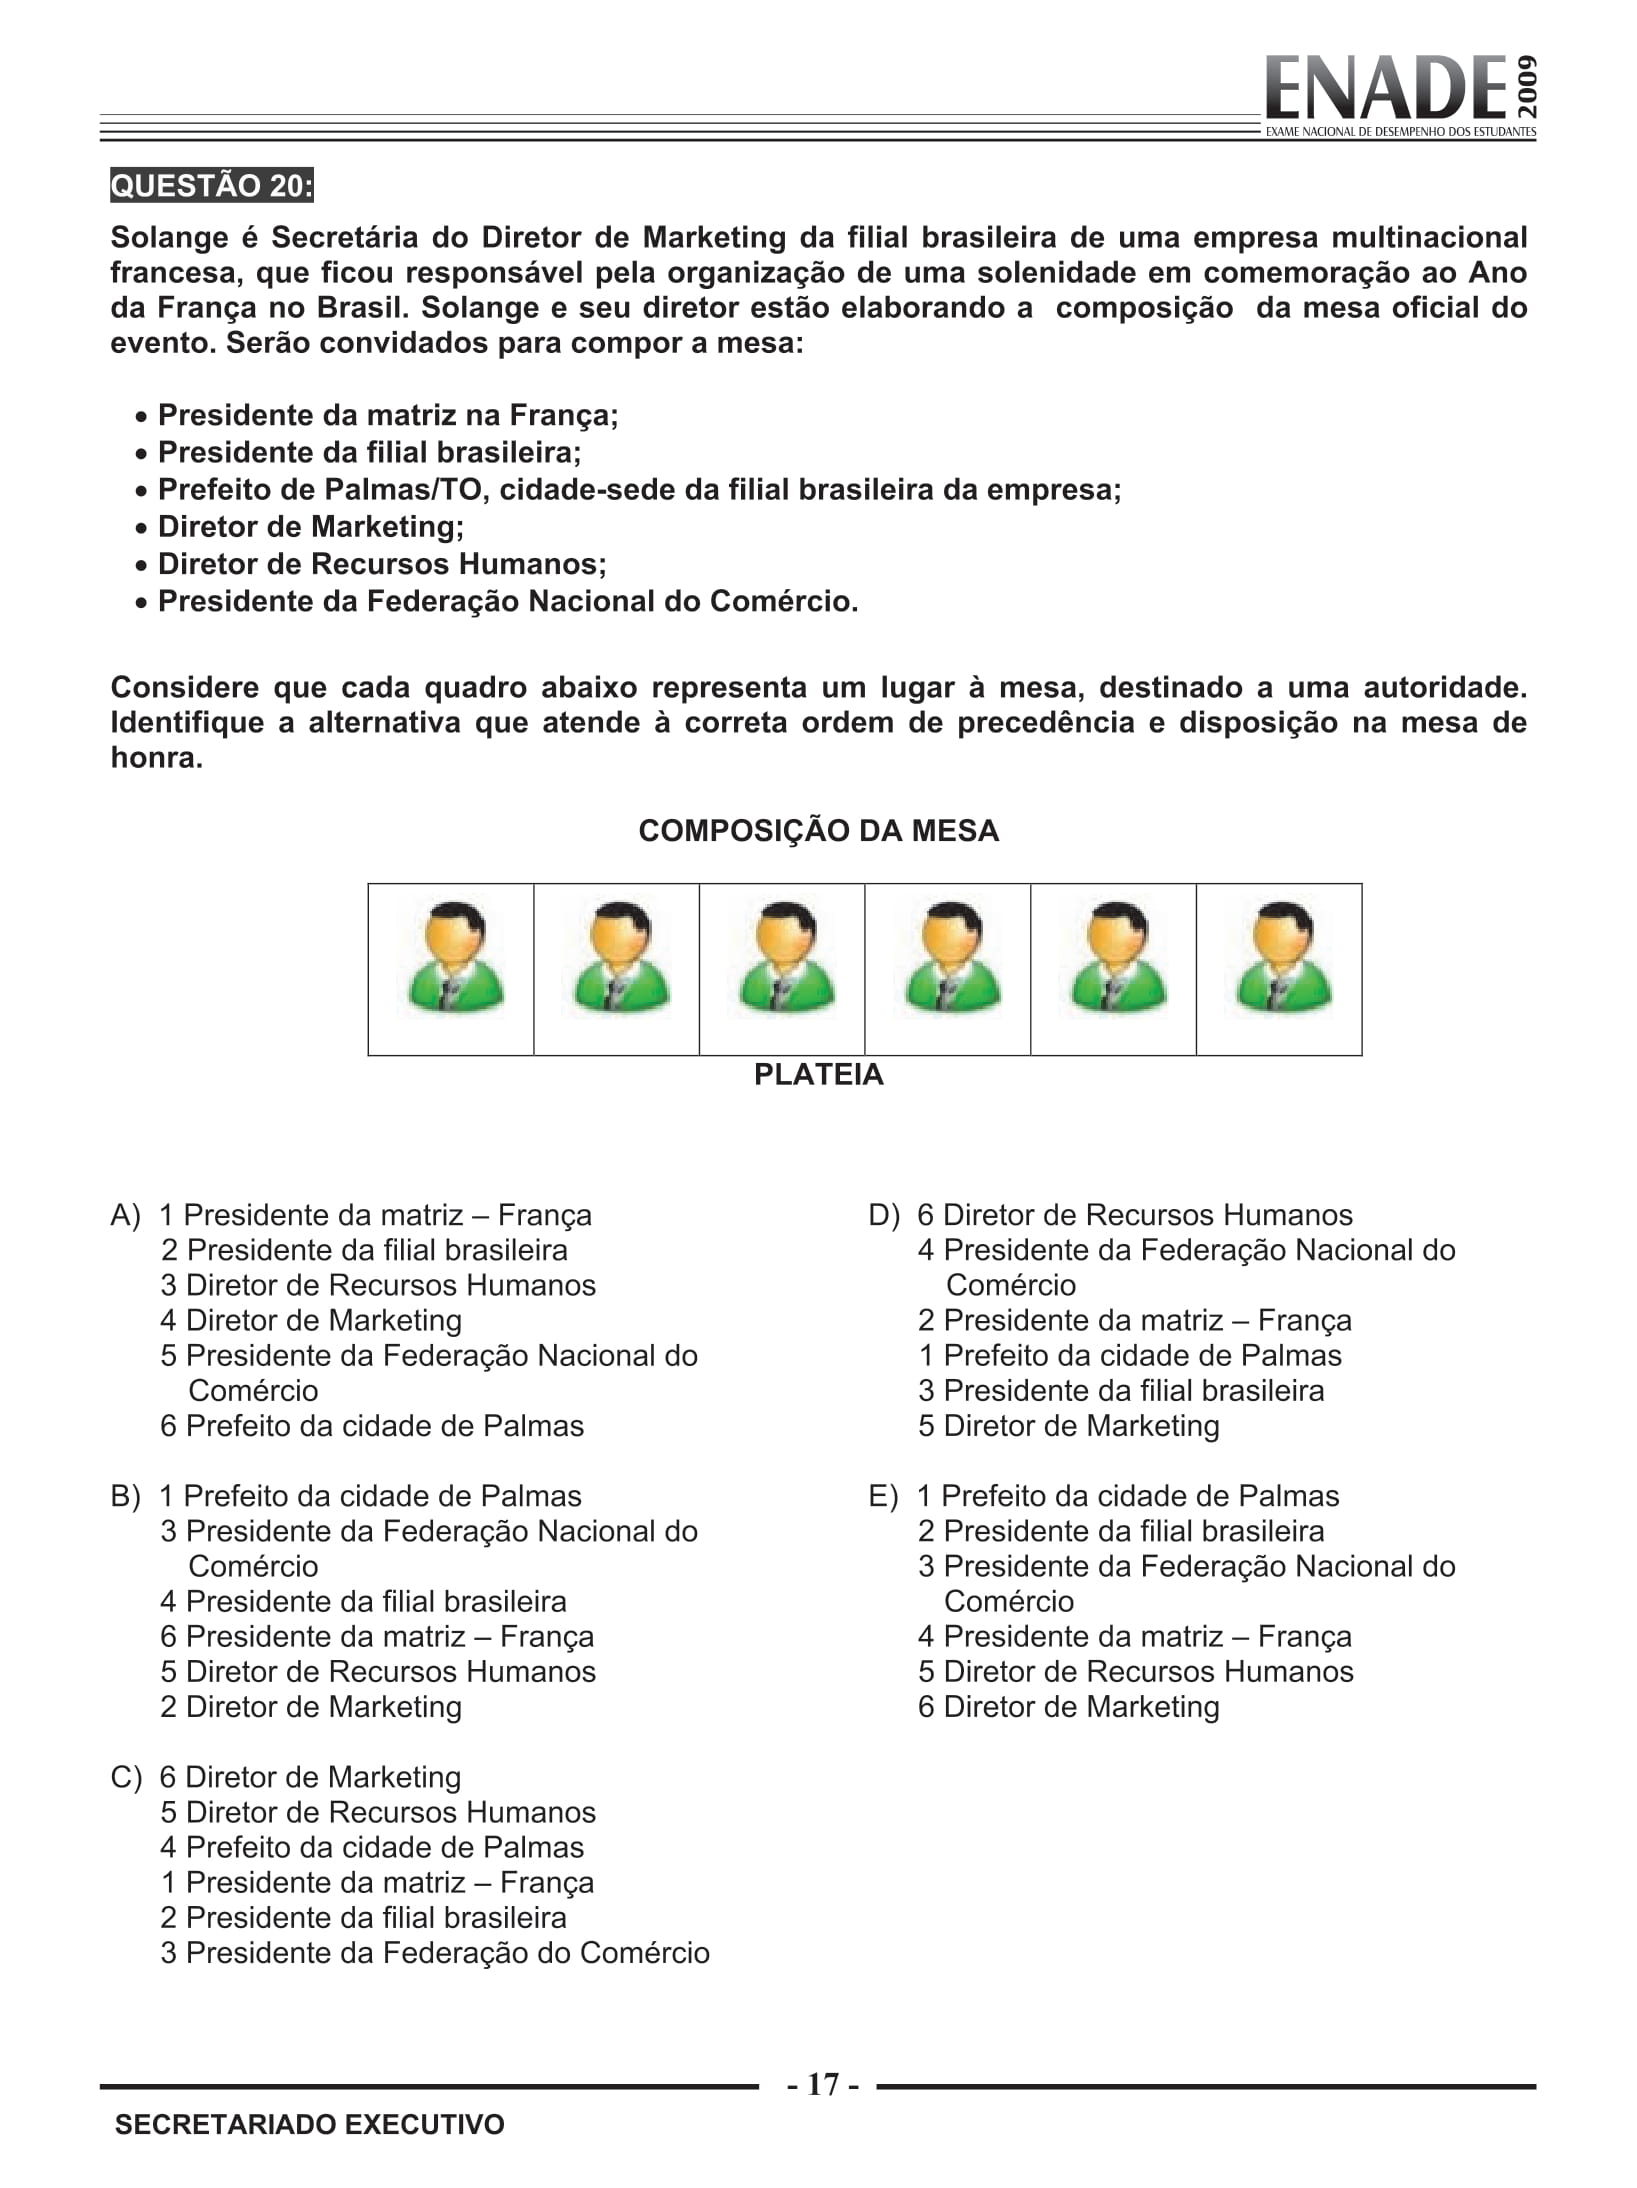 ENADE 2009
EXAME NACIONAL DE DESEMPENHO DOS ESTUDANTES
QUESTÃO 20:
Solange é Secretária do Diretor de Marketing da filial brasileira de uma empresa multinacional
francesa, que ficou responsável pela organização de uma solenidade em comemoração ao Ano
da França no Brasil. Solange e seu diretor estão elaborando a composição da mesa oficial do
evento. Serão convidados para compor a mesa:
• Presidente da matriz na França;
• Presidente da filial brasileira;
• Prefeito de Palmas/TO, cidade-sede da filial brasileira da empresa;
• Diretor de Marketing;
• Diretor de Recursos Humanos;
• Presidente da Federação Nacional do Comércio.
Considere que cada quadro abaixo representa um lugar à mesa, destinado a uma autoridade.
Identifique a alternativa que atende à correta ordem de precedência e disposição na mesa de
honra.
COMPOSIÇÃO DA MESA
PLATEIA
A) 1 Presidente da matriz – França
2 Presidente da filial brasileira
3 Diretor de Recursos Humanos
4 Diretor de Marketing
5 Presidente da Federação Nacional do
Comércio
6 Prefeito da cidade de Palmas
B) 1 Prefeito da cidade de Palmas
3 Presidente da Federação Nacional do
Comércio
4 Presidente da filial brasileira
6 Presidente da matriz – França
5 Diretor de Recursos Humanos
2 Diretor de Marketing
C) 6 Diretor de Marketing
5 Diretor de Recursos Humanos
4 Prefeito da cidade de Palmas
1 Presidente da matriz – França
2 Presidente da filial brasileira
3 Presidente da Federação do Comércio
D) 6 Diretor de Recursos Humanos
4 Presidente da Federação Nacional do
Comércio
2 Presidente da matriz – França
1 Prefeito da cidade de Palmas
3 Presidente da filial brasileira
5 Diretor de Marketing
E) 1 Prefeito da cidade de Palmas
2 Presidente da filial brasileira
3 Presidente da Federação Nacional do
Comércio
4 Presidente da matriz – França
5 Diretor de Recursos Humanos
6 Diretor de Marketing
- 17 -
SECRETARIADO EXECUTIVO